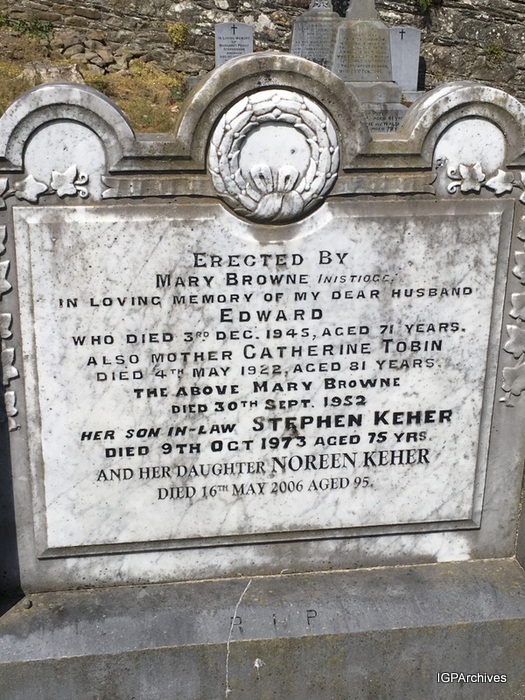 ERECTED BY
MARY BROWNE INISTIOGE.
IN LOVING MEMORY OF MY DEAR HUSBAND
EDWARD
WHO DIED 3RD DEC. 1945, AGED 71 YEARS.
ALSO MOTHER CATHERINE TOBIN
DIED 4TH MAY 1922, AGED 81 YEARS.
THE ABOVE MARY BROWNE
DIED 30TH SEPT. 1952
HER SON IN-LAW STEPHEN KEHER
DIED 9TH OCT 1973 AGED 75 YRS
AND HER DAUGHTER NOREEN KEHER
DIED 16TH MAY 2006 AGED 95.
R I P
IGPArchives